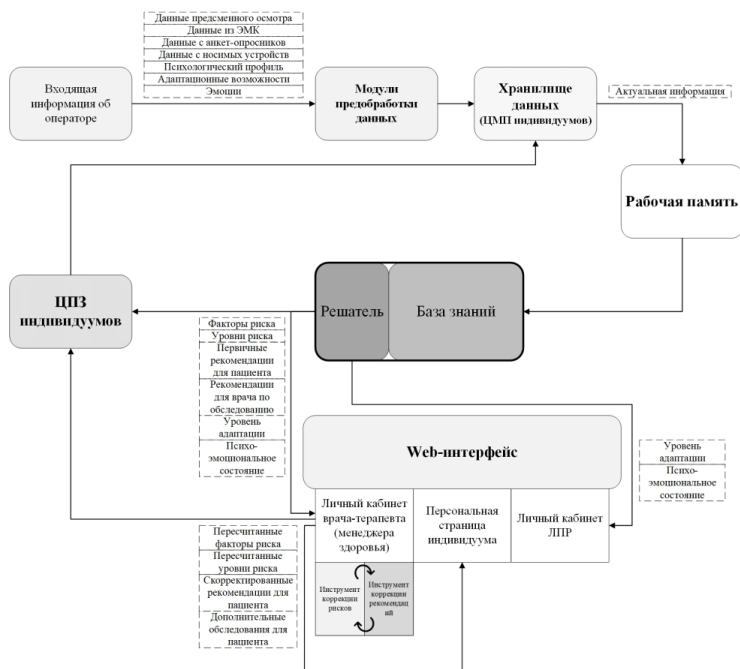 Данные предсменного осмотра
Данные из ЭМК
Данные с анкет-опросников
Данные с носимых устройств
Психологический профиль
Адаптационные возможности
Эмоции
Входящая
информация об
операторе
Модули
предобработки
данных
Хранилище
данных
(ЦМП индивидуумов)
Актуальная информация
Рабочая память
ЦПЗ
индивидуумов
Решатель
База знаний
Факторы риска
Уровни риска
Первичные
рекомендации
для пациента
Рекомендации
для врача по
обследованию
Уровень
адаптации
Психо-
эмоциональное
состояние
Web-интерфейс
Уровень
адаптации
Психо-
эмоциональное
состояние
Личный кабинет
врача-терапевта
(менеджера
здоровья)
Персональная
страница
индивидуума
Личный кабинет
ЛПР
Пересчитанные
факторы риска
Пересчитанные
уровни риска
Скорректированные
рекомендации для
пациента
Дополнительные
обследования для
пациента
Инструмент
коррекции
рисков
Инструмент
коррекции
рекомендац
ий